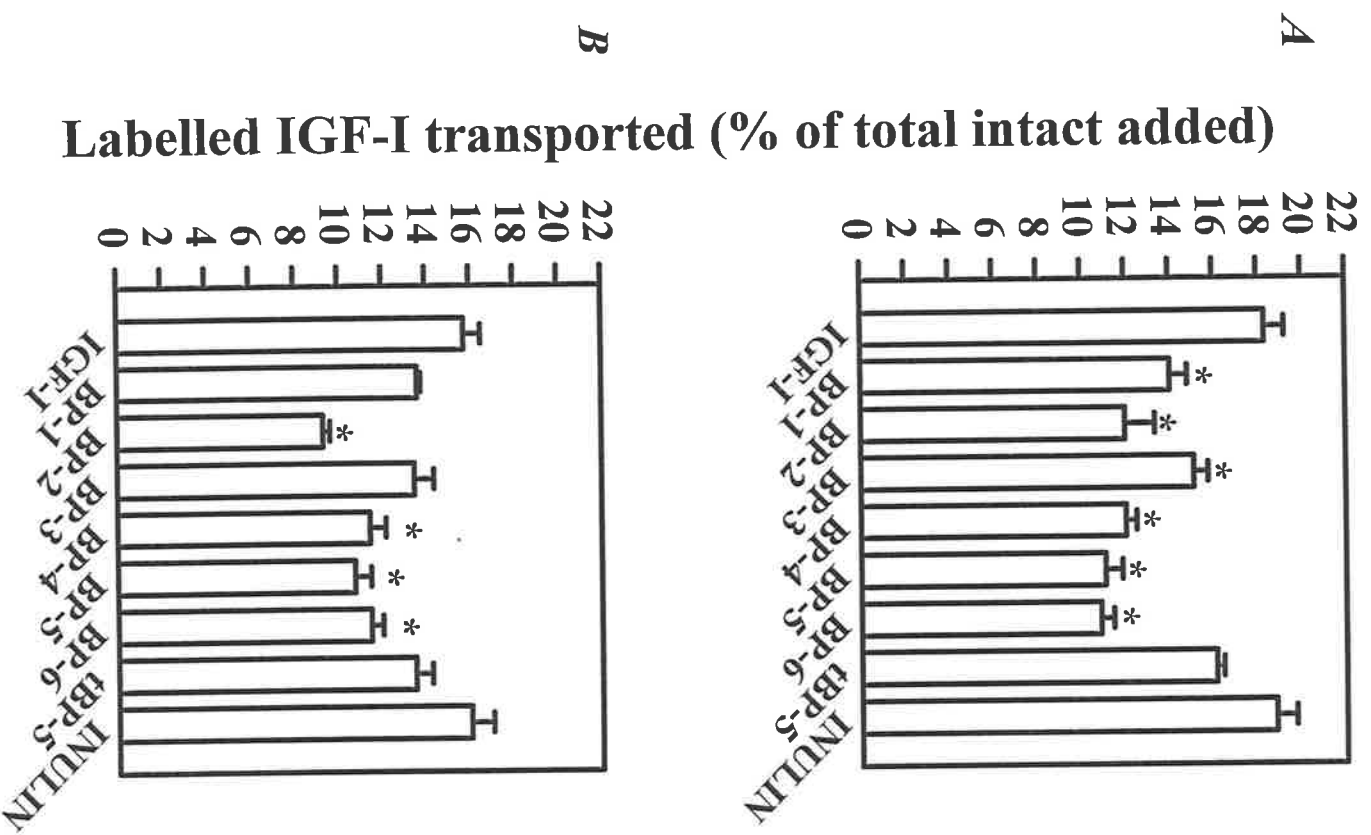 A
22
20
18
16
14
12
10
8
6
4
2
0
*
*
*
*
*
*
IGF-1
BP-1
BP-2
BP-3
BP-4
BP-5
BP-6
tBP-5
INULIN
Labelled IGF-I transported (% of total intact added)
B
22
20
18
16
14
12
10
8
6
4
2
0
*
*
*
*
IGF-1
BP-1
BP-2
BP-3
BP-4
BP-5
BP-6
tBP-5
INULIN